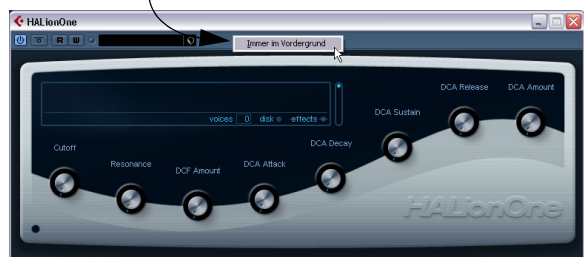 HALionOne
R W
Immer im Vordergrund
voices 0 disk effects
Cutoff
Resonance
DCF Amount
DCA Attack
DCA Decay
DCA Sustain
DCA Release
DCA Amount
HALionOne